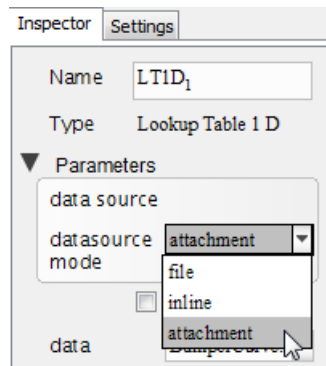 Inspector Settings
Name LT1D1
Type Lookup Table 1 D
Parameters
data source
datasource attachment
mode
file
inline
attachment
data